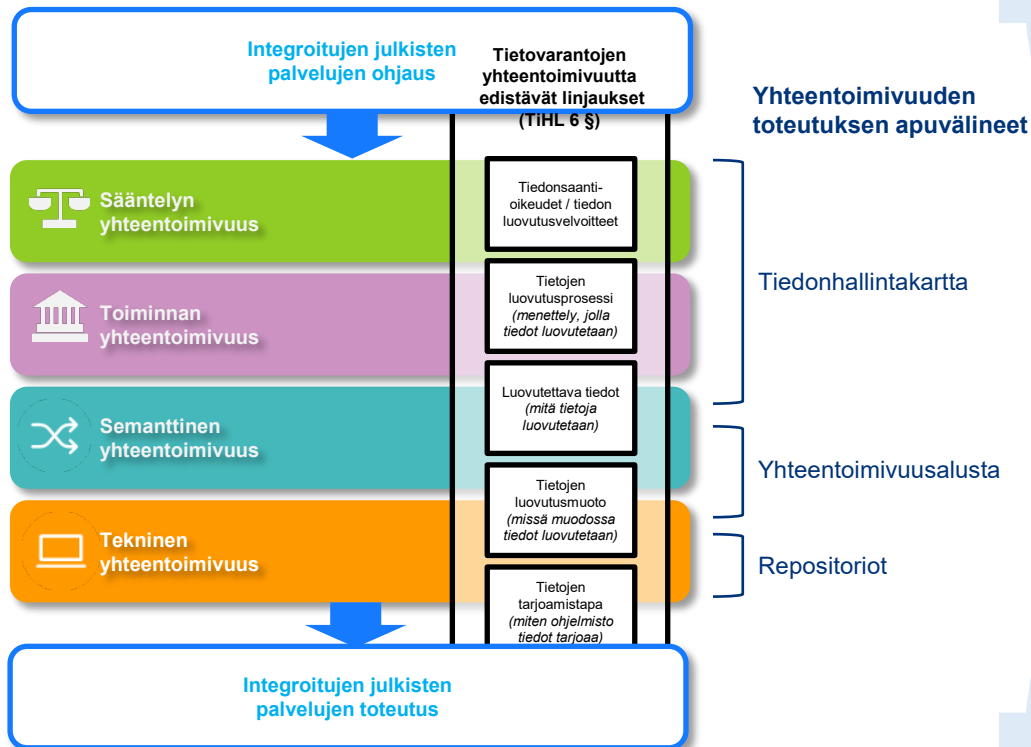 Integroitujen julkisten
palvelujen ohjaus
Tietovarantojen
yhteentoimivuutta
edistävät linjaukset
(TiHL 6 §)
Yhteentoimivuuden
toteutuksen apuvälineet
Sääntelyn
yhteentoimivuus
Tiedonsaanti-
oikeudet / tiedon
luovutusvelvoitteet
Toiminnan
yhteentoimivuus
Tietojen
luovutusprosessi
(menettely, jolla
tiedot luovutetaan)
Tiedonhallintakartta
Semanttinen
yhteentoimivuus
Luovutettava tiedot
(mitä tietoja
luovutetaan)
Tietojen
luovutusmuoto
(missä muodossa
tiedot luovutetaan)
Yhteentoimivuusalusta
Tekninen
yhteentoimivuus
Tietojen
tarjoamistapa
(miten ohjelmisto
tiedot tarjoaa)
Repositoriot
Integroitujen julkisten
palvelujen toteutus